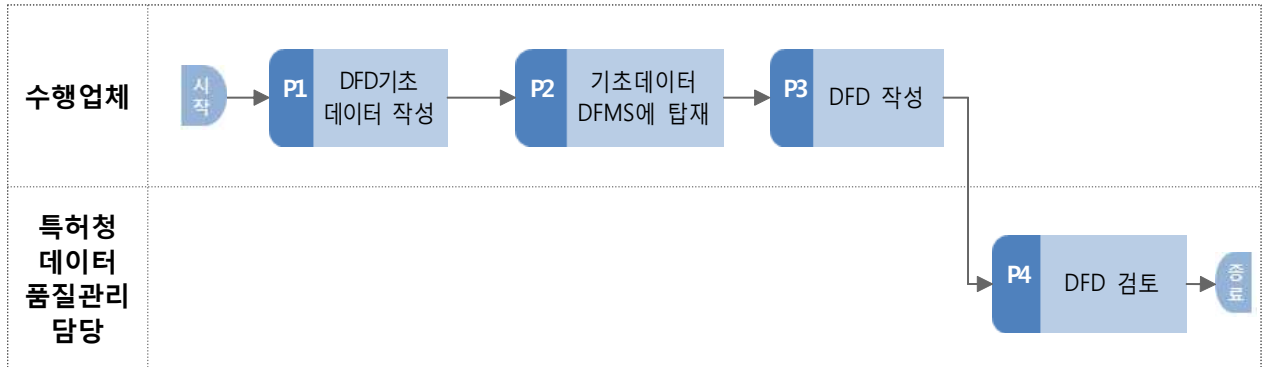 수행업체
시
작
P1
DFD기초
데이터 작성
P2
기초데이터
DFMS에 탑재
P3
DFD 작성
특허청
데이터
품질관리
담당
P4
DFD 검토
종
료